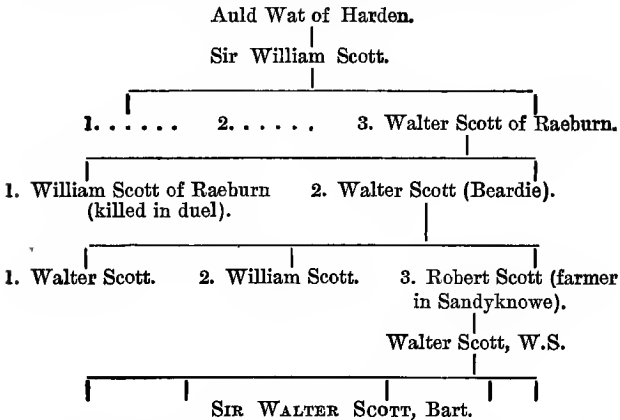 Auld Wat of Harden.
Sir William Scott.
1. . . . . . . 2. . . . . . 3. Walter Scott of Raeburn.
1. William Scott of Raeburn 2. Walter Scott (Beardie).
(killed in duel).
1. Walter Scott. 2. William Scott. 3. Robert Scott (farmer
in Sandyknowe).
Walter Scott, W.S.
SIR WALTER SCOTT, Bart.